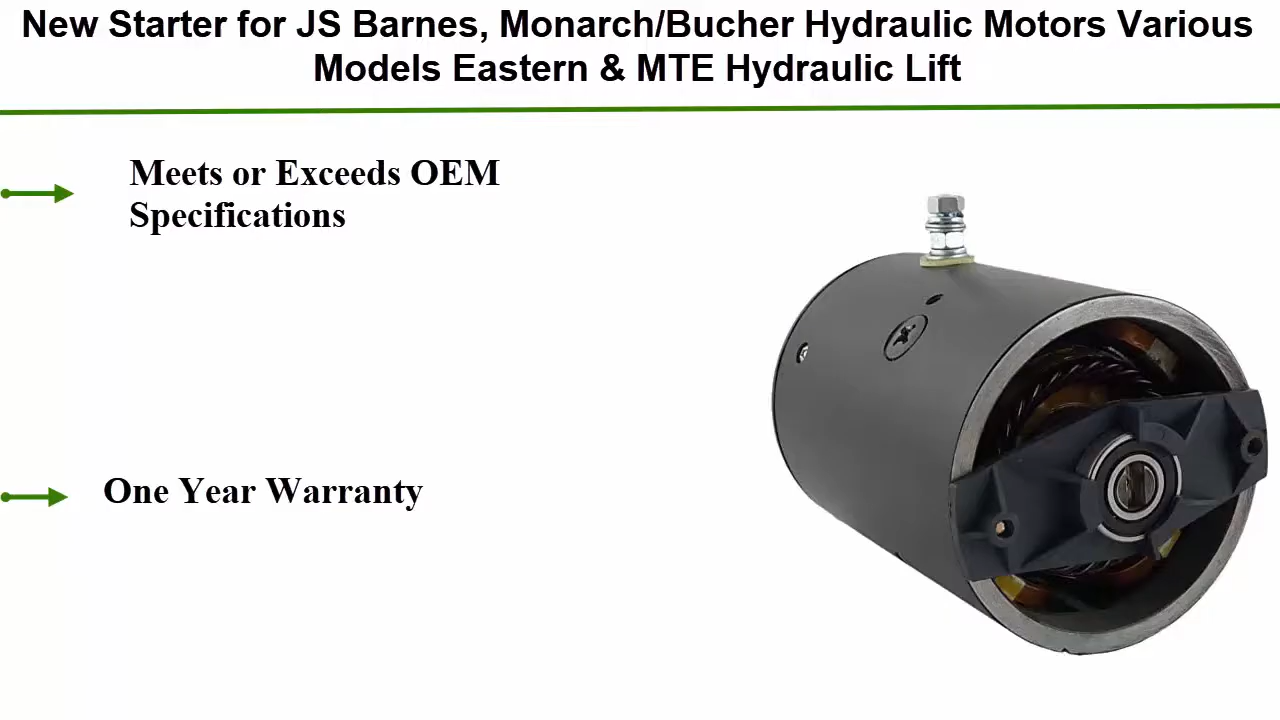 New Starter for JS Barnes, Monarch/Bucher Hydraulic Motors Various
Models Eastern & MTE Hydraulic Lift
Meets or Exceeds OEM
Specifications
One Year Warranty